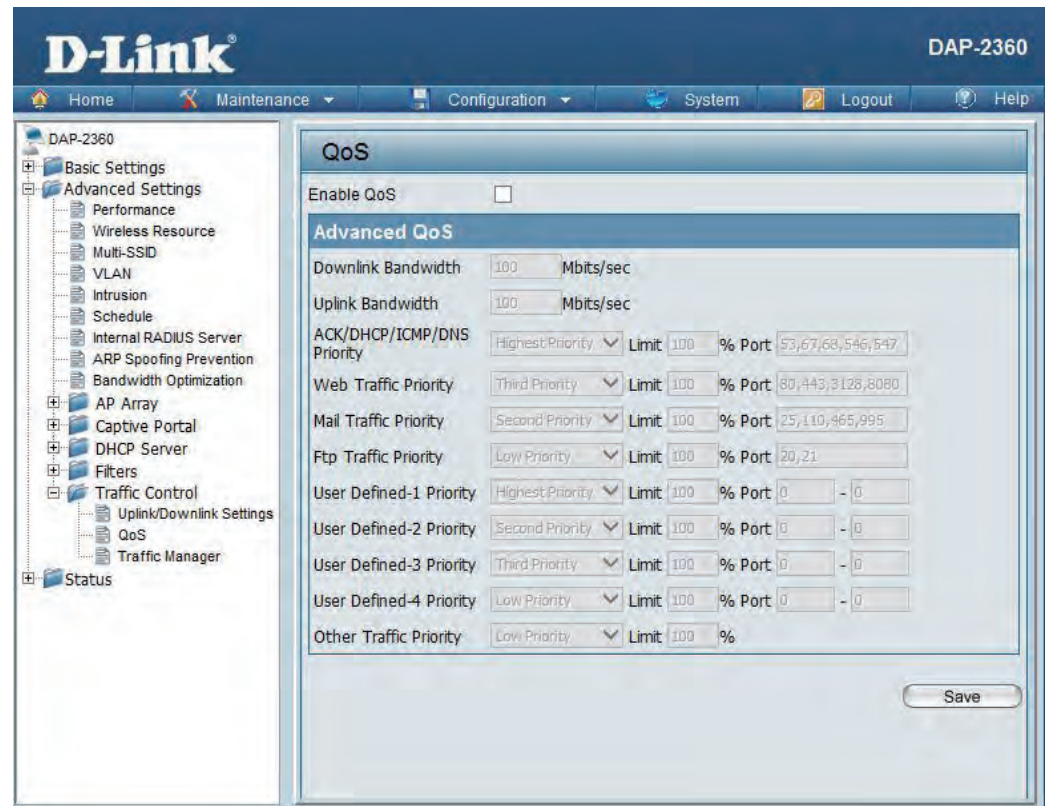 D-Link®
DAP-2360
Home Maintenance Configuration System Logout Help
DAP-2360
Basic Settings
Advanced Settings
Performance
Wireless Resource
Multi-SSID
VLAN
Intrusion
Schedule
Internal RADIUS Server
ARP Spoofing Prevention
Bandwidth Optimization
AP Array
Captive Portal
DHCP Server
Filters
Traffic Control
Uplink/Downlink Settings
QoS
Traffic Manager
Status
QoS
Enable QoS
Advanced QoS
Downlink Bandwidth 100 Mbits/sec
Uplink Bandwidth 100 Mbits/sec
ACK/DHCP/ICMP/DNS
Priority Highest Priority Limit 100 % Port 53,67,68,546,547
Web Traffic Priority Third Priority Limit 100 % Port 80,443,3128,8080
Mail Traffic Priority Second Priority Limit 100 % Port 25,110,465,995
Ftp Traffic Priority Low Priority Limit 100 % Port 20,21
User Defined-1 Priority Highest Priority Limit 100 % Port 0 - 0
User Defined-2 Priority Second Priority Limit 100 % Port 0 - 0
User Defined-3 Priority Third Priority Limit 100 % Port 0 - 0
User Defined-4 Priority Low Priority Limit 100 % Port 0 - 0
Other Traffic Priority Low Priority Limit 100 %
Save